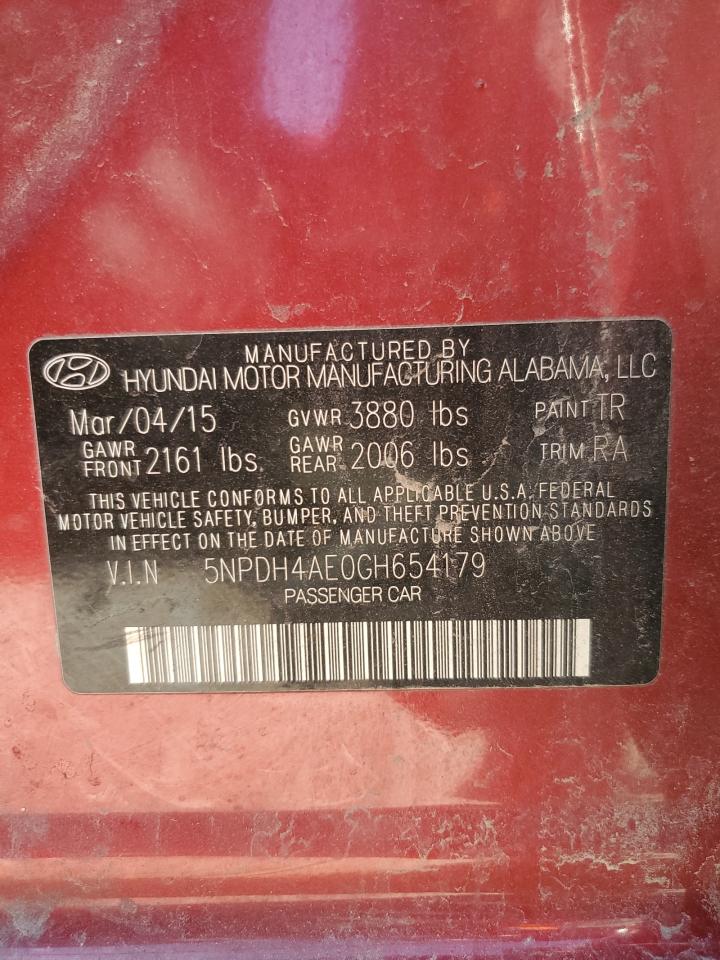 MANUFACTURED BY
HYUNDAI MOTOR MANUFACTURING ALABAMA, LLC
Mar/04/15 GVWR 3880 lbs PAINT TR
GAWR FRONT 2161 lbs. GAWR REAR 2006 lbs TRIM RA
THIS VEHICLE CONFORMS TO ALL APPLICABLE U.S.A. FEDERAL
MOTOR VEHICLE SAFETY, BUMPER, AND THEFT PREVENTION STANDARDS
IN EFFECT ON THE DATE OF MANUFACTURE SHOWN ABOVE
V.I.N 5NPDH4AE0GH654179
PASSENGER CAR